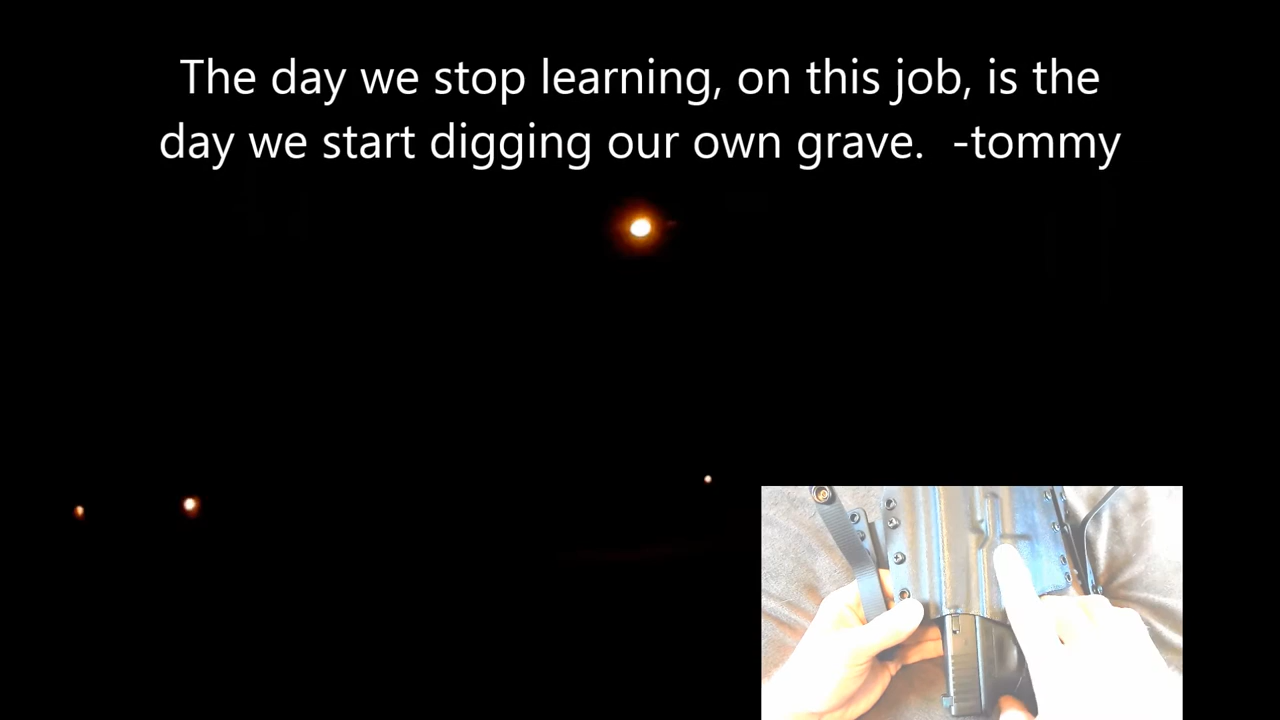 The day we stop learning, on this job, is the
day we start digging our own grave.  -tommy